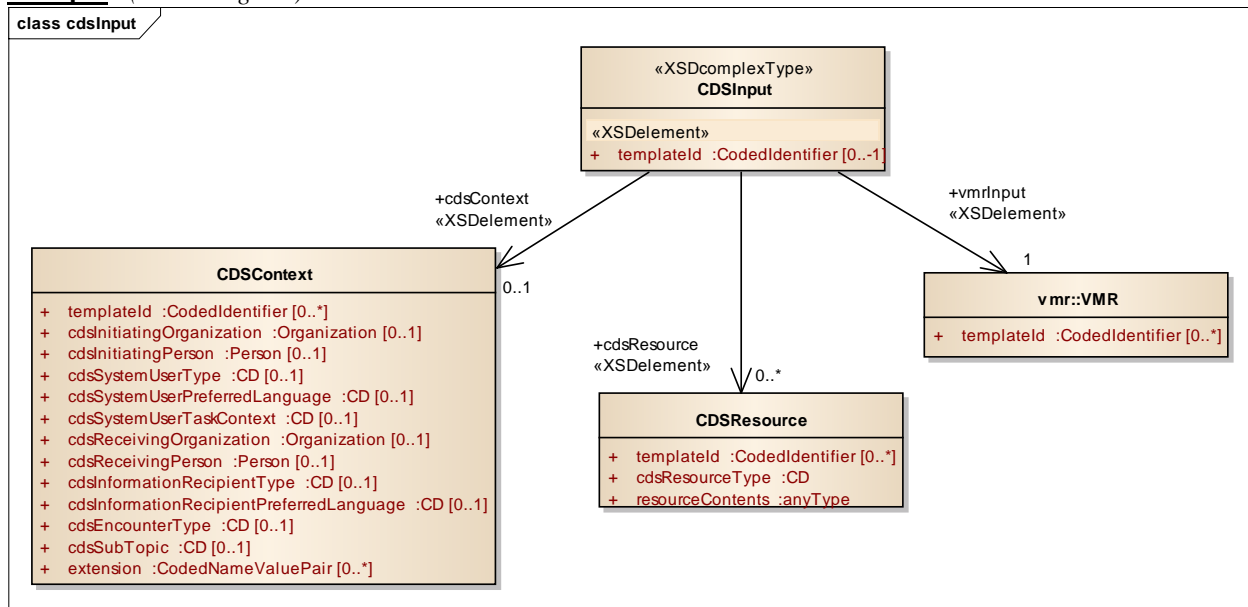 class cdsInput
«XSDcomplexType»
CDSInput
«XSDelement»
+ templateId :CodedIdentifier [0..-1]
+cdsContext
«XSDelement»
0..1
+vmrInput
«XSDelement»
1
+cdsResource
«XSDelement»
0..*
CDSContext
+ templateId :CodedIdentifier [0..*]
+ cdsInitiatingOrganization :Organization [0..1]
+ cdsInitiatingPerson :Person [0..1]
+ cdsSystemUserType :CD [0..1]
+ cdsSystemUserPreferredLanguage :CD [0..1]
+ cdsSystemUserTaskContext :CD [0..1]
+ cdsReceivingOrganization :Organization [0..1]
+ cdsReceivingPerson :Person [0..1]
+ cdsInformationRecipientType :CD [0..1]
+ cdsInformationRecipientPreferredLanguage :CD [0..1]
+ cdsEncounterType :CD [0..1]
+ cdsSubTopic :CD [0..1]
+ extension :CodedNameValuePair [0..*]
CDSResource
+ templateId :CodedIdentifier [0..*]
+ cdsResourceType :CD
+ resourceContents :anyType
vmr::VMR
+ templateId :CodedIdentifier [0..*]